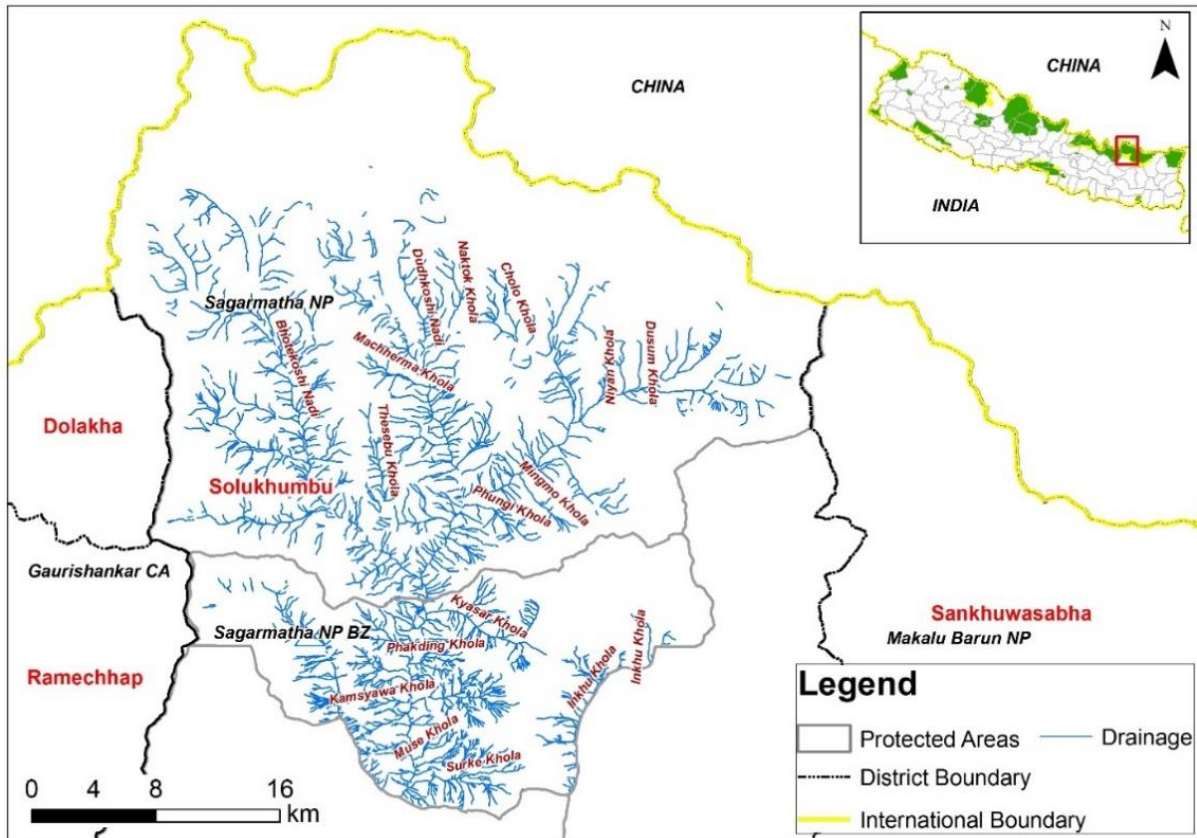 CHINA
N
CHINA
INDIA
Sagarmatha NP
Dudhkoshi Nadi
Naktok Khola
Cholo Khola
Bhotekoshi Nadi
Machherma Khola
Niyan Khola
Dusum Khola
Dolakha
Thesebu Khola
Solukhumbu
Mingmo Khola
Phungi Khola
Gaurishankar CA
Kyasar Khola
Sagarmatha NP BZ
Phakding Khola
Inkhu Khola
Inkhu Khola
Sankhuwasabha
Makalu Barun NP
Ramechhap
Kamsyawa Khola
Muse Khola
Surke Khola
Legend
Protected Areas
Drainage
District Boundary
International Boundary
0 4 8 16
km